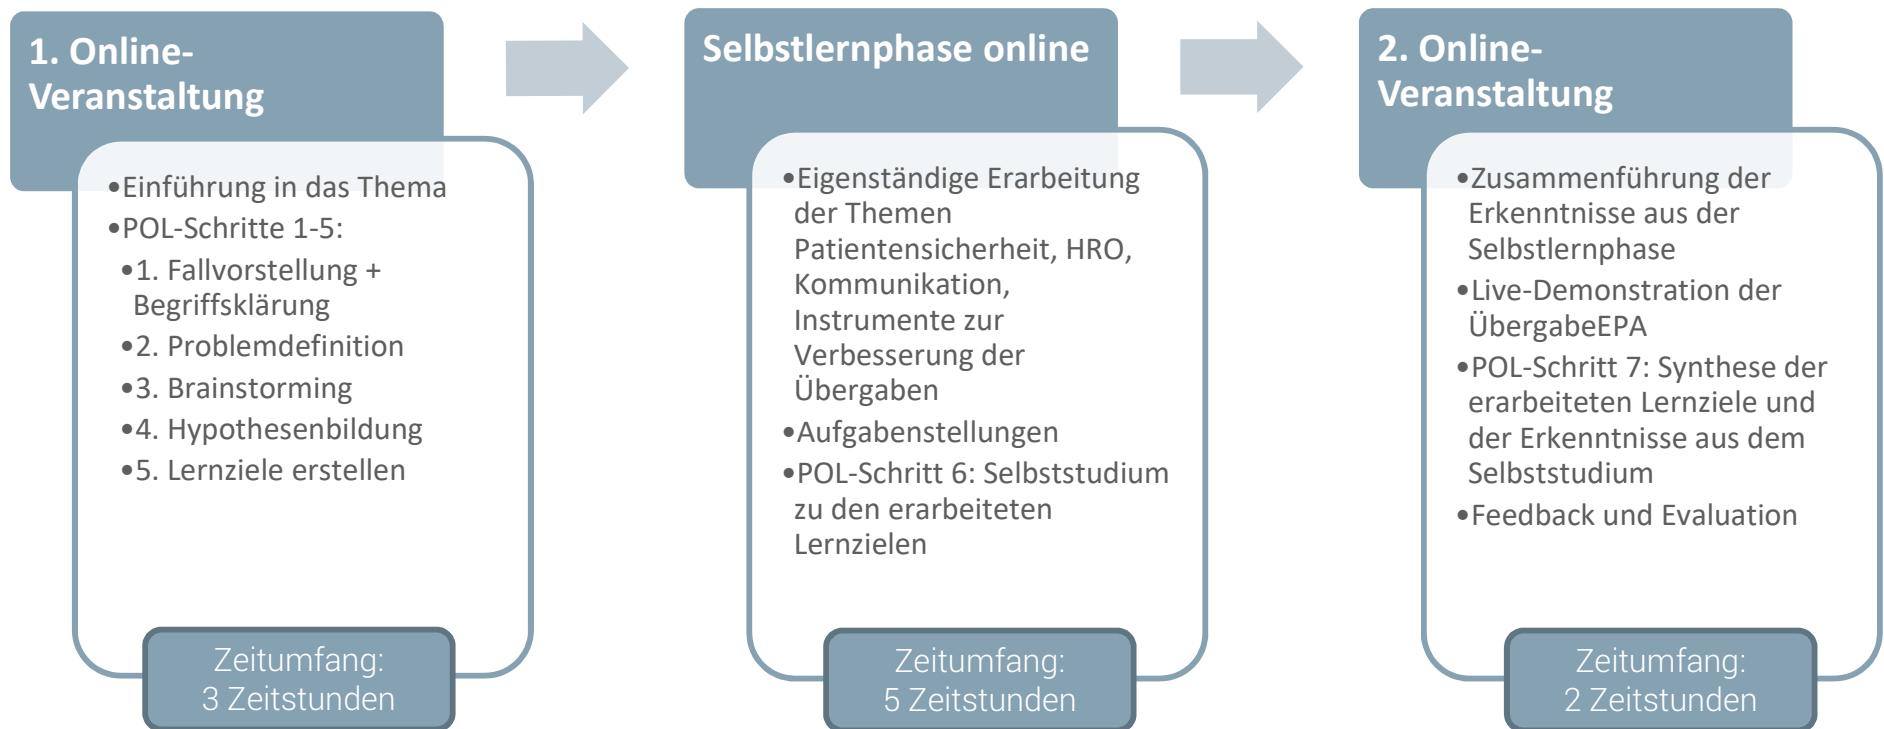 1. Online-
Veranstaltung
•Einführung in das Thema
•POL-Schritte 1-5:
•1. Fallvorstellung +
Begriffsklärung
•2. Problemdefinition
•3. Brainstorming
•4. Hypothesenbildung
•5. Lernziele erstellen
Zeitumfang:
3 Zeitstunden
Selbstlernphase online
•Eigenständige Erarbeitung
der Themen
Patientensicherheit, HRO,
Kommunikation,
Instrumente zur
Verbesserung der
Übergaben
•Aufgabenstellungen
•POL-Schritt 6: Selbststudium
zu den erarbeiteten
Lernzielen
Zeitumfang:
5 Zeitstunden
2. Online-
Veranstaltung
•Zusammenführung der
Erkenntnisse aus der
Selbstlernphase
•Live-Demonstration der
ÜbergabeEPA
•POL-Schritt 7: Synthese der
erarbeiteten Lernziele und
der Erkenntnisse aus dem
Selbststudium
•Feedback und Evaluation
Zeitumfang:
2 Zeitstunden